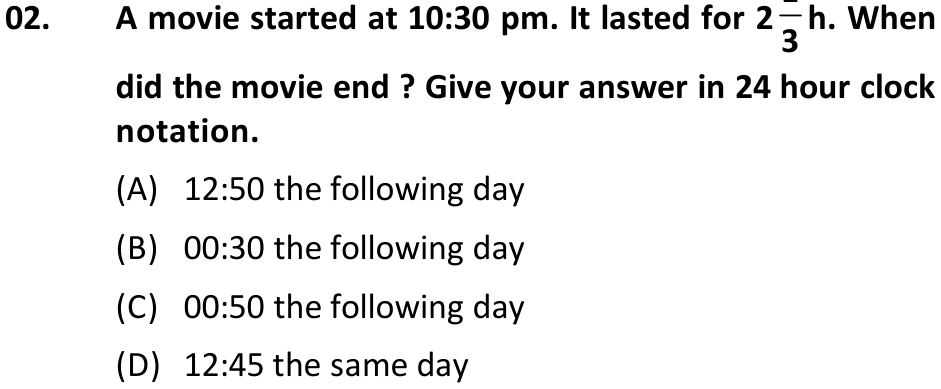 02. A movie started at 10:30 pm. It lasted for 2 /3 h. When
did the movie end ? Give your answer in 24 hour clock
notation.
(A) 12:50 the following day
(B) 00:30 the following day
(C) 00:50 the following day
(D) 12:45 the same day